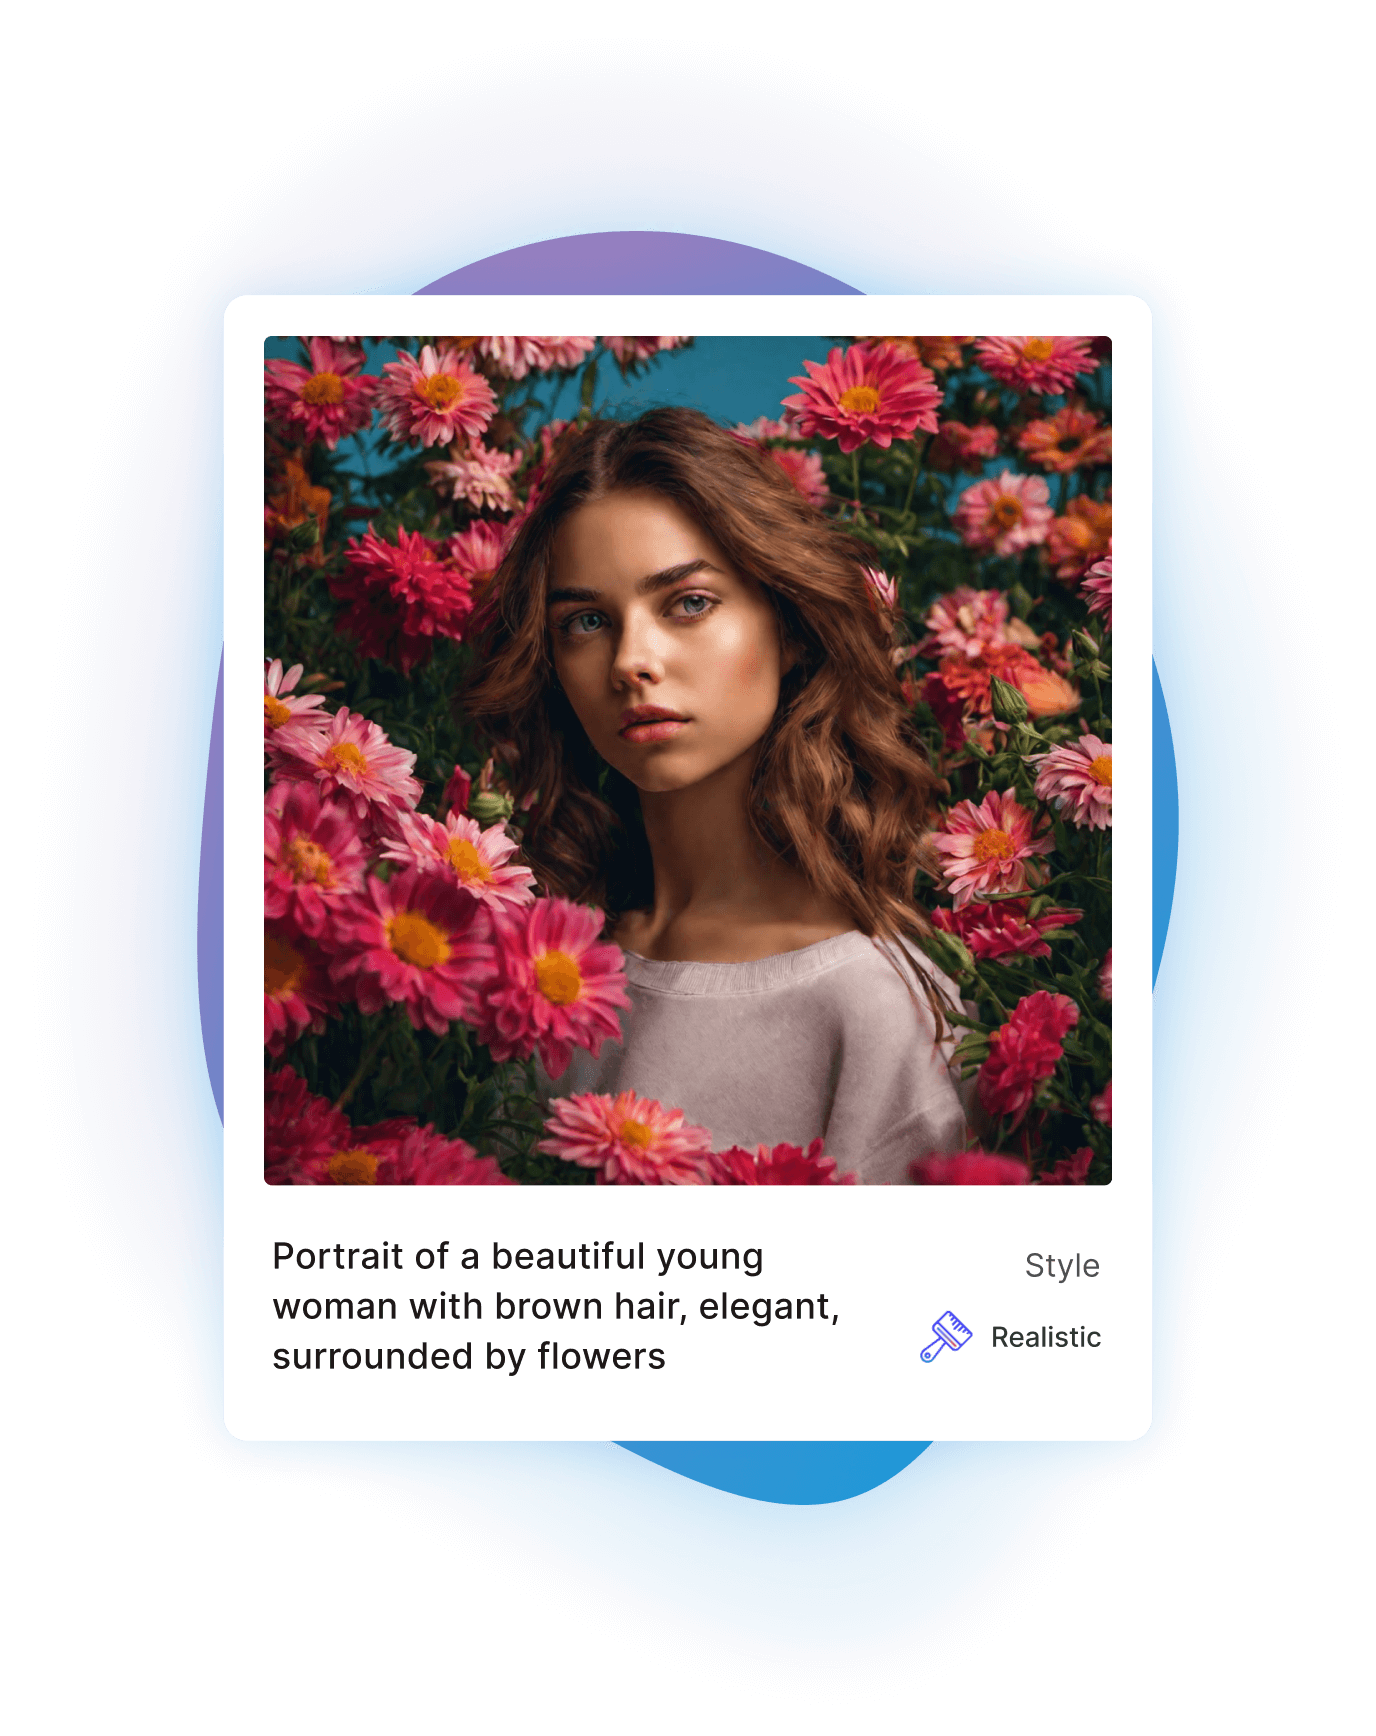 Portrait of a beautiful young
woman with brown hair, elegant,
surrounded by flowers
Style
Realistic